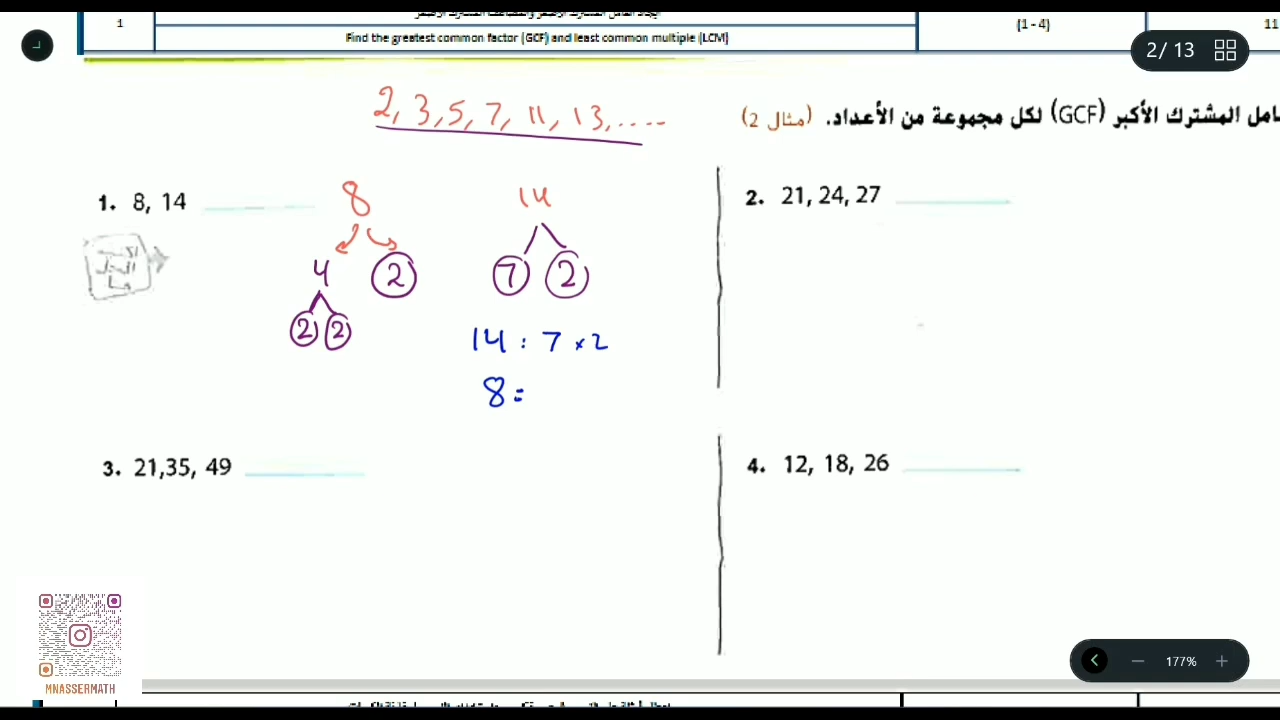 1
Find the greatest common factor (GCF) and least common multiple (LCM)
(1 - 4)
11
2/13
2, 3, 5, 7, 11, 13, ....
المشترك الأكبر (GCF) لكل مجموعة من الأعداد. (مثال 2)
1. 8, 14
8
14
2. 21, 24, 27
4 2
7 2
2 2
14 : 7 × 2
8 =
3. 21,35, 49
4. 12, 18, 26
MNASSERMATH
177%